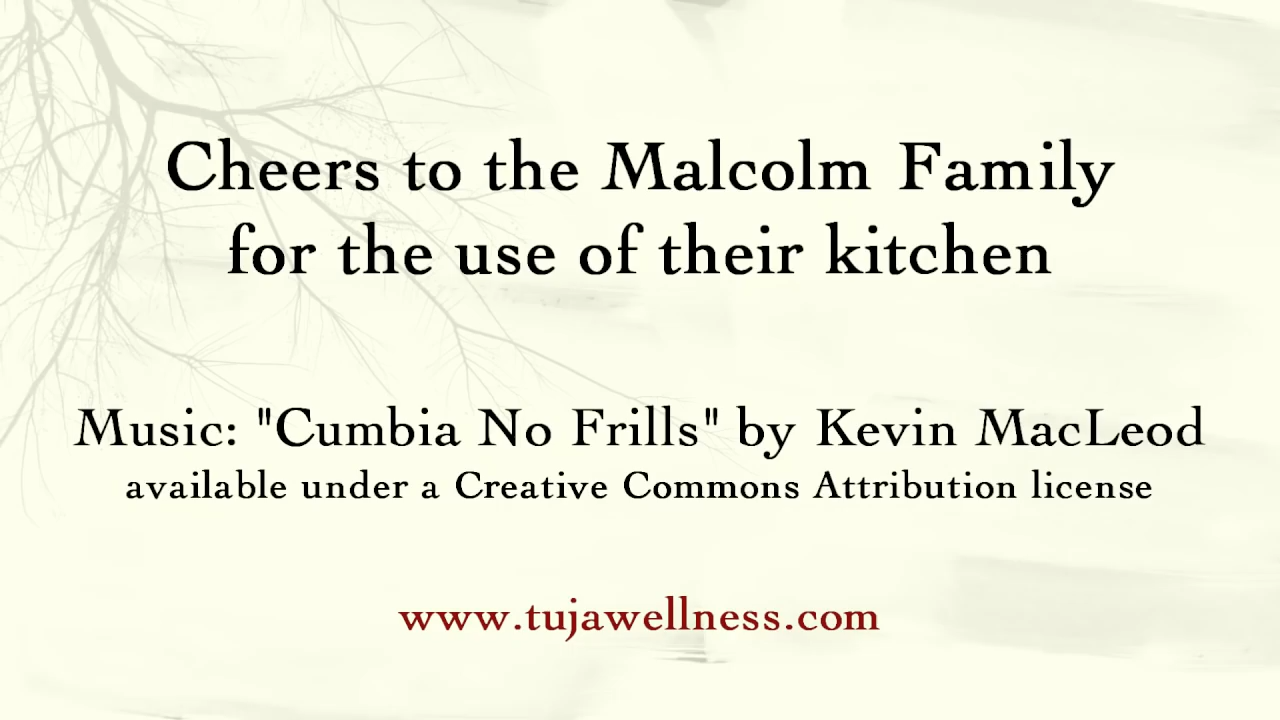 Cheers to the Malcolm Family
for the use of their kitchen
Music: "Cumbia No Frills" by Kevin MacLeod
available under a Creative Commons Attribution license
www.tujawellness.com